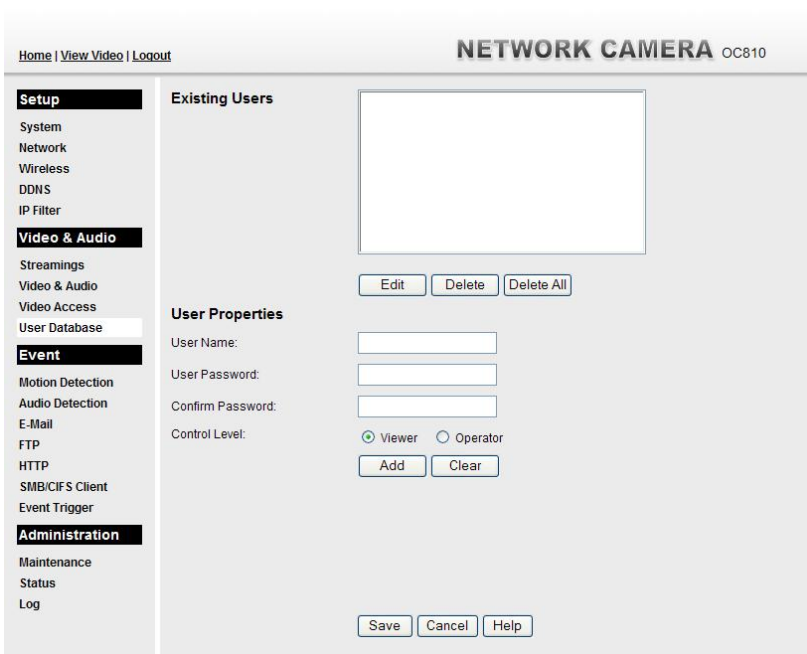 Home | View Video | Logout
NETWORK CAMERA OC810
Setup
System
Network
Wireless
DDNS
IP Filter
Video & Audio
Streamings
Video & Audio
Video Access
User Database
Event
Motion Detection
Audio Detection
E-Mail
FTP
HTTP
SMB/CIFS Client
Event Trigger
Administration
Maintenance
Status
Log
Existing Users
Edit Delete Delete All
User Properties
User Name:
User Password:
Confirm Password:
Control Level: Viewer Operator
Add Clear
Save Cancel Help